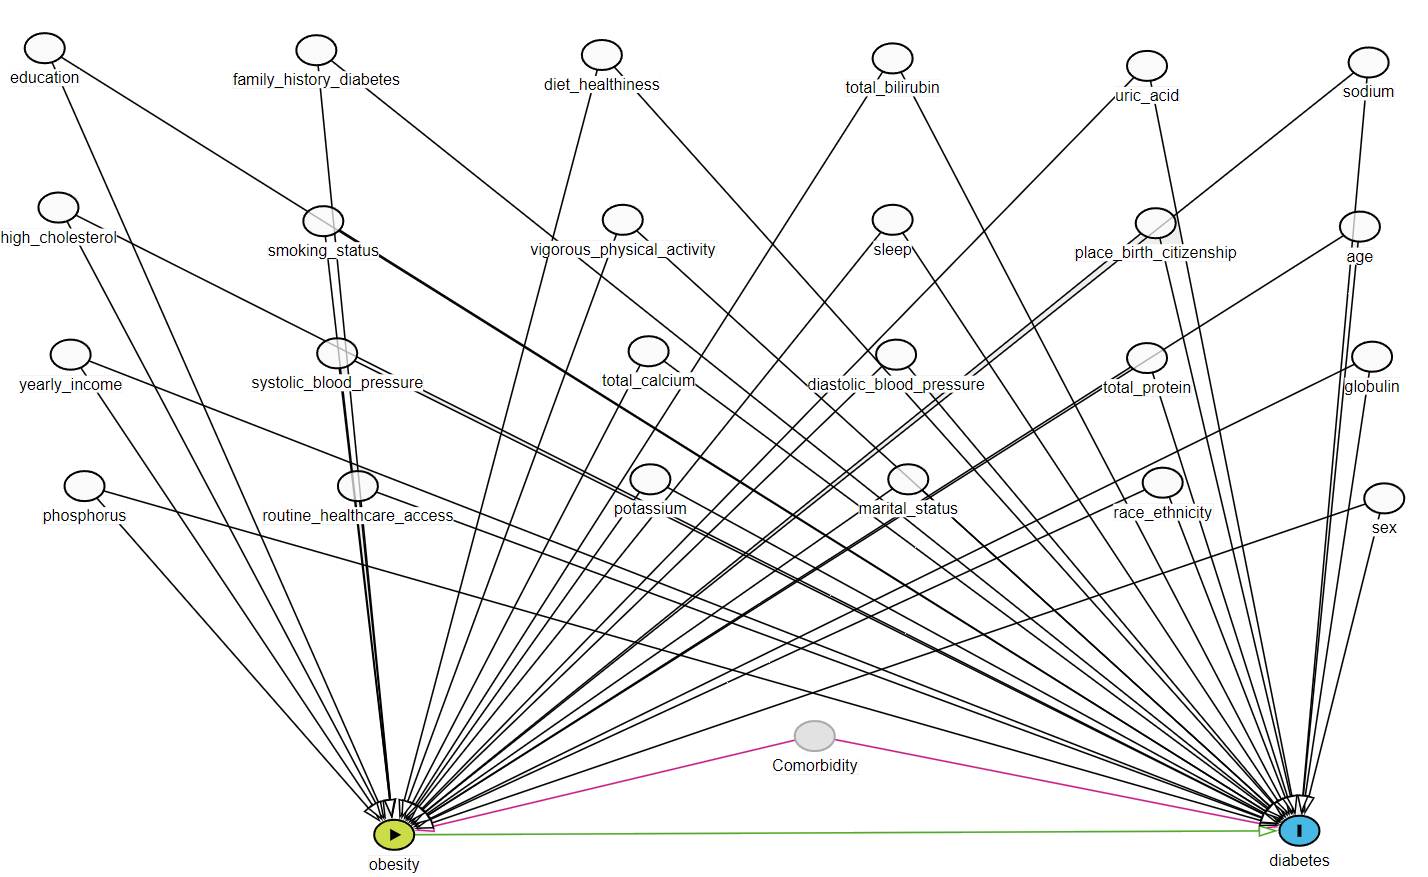 education
family_history_diabetes
diet_healthiness
total_bilirubin
uric_acid
sodium
high_cholesterol
smoking_status
vigorous_physical_activity
sleep
place_birth_citizenship
age
yearly_income
systolic_blood_pressure
total_calcium
diastolic_blood_pressure
total_protein
globulin
phosphorus
routine_healthcare_access
potassium
marital_status
race_ethnicity
sex
Comorbidity
obesity
diabetes